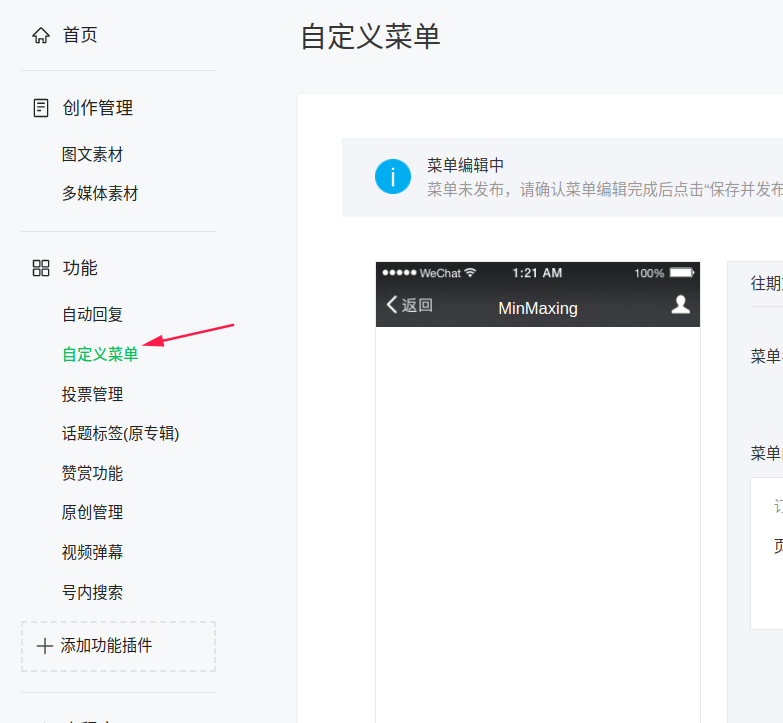 首页
创作管理
图文素材
多媒体素材
功能
自动回复
自定义菜单
投票管理
话题标签(原专辑)
赞赏功能
原创管理
视频弹幕
号内搜索
添加功能插件
自定义菜单
菜单编辑中
菜单未发布，请确认菜单编辑完成后点击“保存并发布
WeChat 1:21 AM 100%
返回 MinMaxing
往期
菜单
菜单